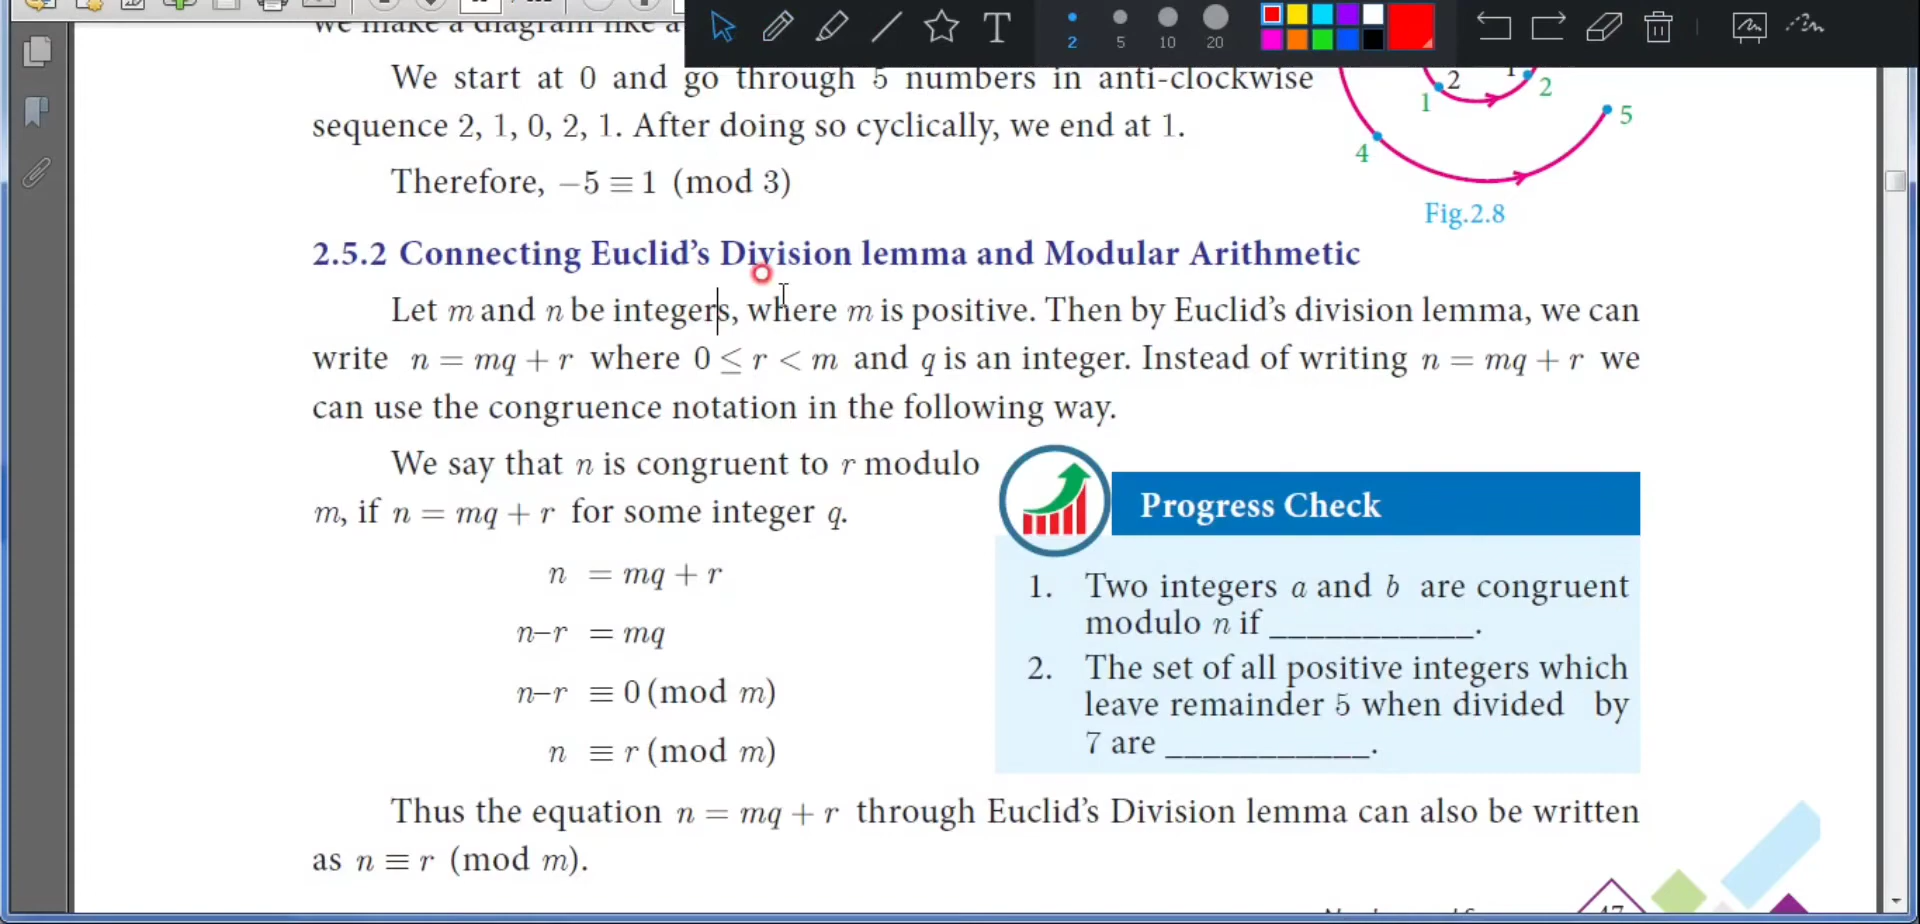 2 5 10 20
we make a diagram like a
We start at 0 and go through 5 numbers in anti-clockwise
sequence 2, 1, 0, 2, 1. After doing so cyclically, we end at 1.
Therefore, −5 ≡ 1 (mod 3)
2 1
1 2
4 5
Fig.2.8
2.5.2 Connecting Euclid's Division lemma and Modular Arithmetic
Let m and n be integers, where m is positive. Then by Euclid's division lemma, we can
write n = mq + r where 0 ≤ r < m and q is an integer. Instead of writing n = mq + r we
can use the congruence notation in the following way.
We say that n is congruent to r modulo
m, if n = mq + r for some integer q.
n = mq + r
n–r = mq
n–r ≡ 0 (mod m)
n ≡ r (mod m)
Progress Check
1. Two integers a and b are congruent
modulo n if ___________.
2. The set of all positive integers which
leave remainder 5 when divided by
7 are ___________.
Thus the equation n = mq + r through Euclid's Division lemma can also be written
as n ≡ r (mod m).
47